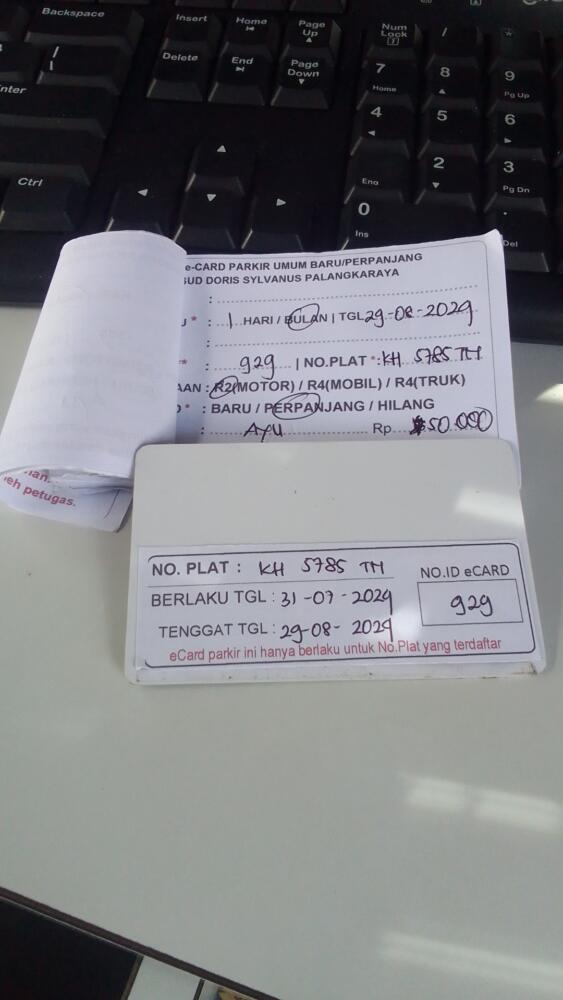 Backspace
Insert
Home
Page Up
Num Lock
/
*
Delete
End
Page Down
7 Home
8
9 Pg Up
4
5
6
Enter
Ctrl
End
2
3 Pg Dn
0 Ins
. Del
e-CARD PARKIR UMUM BARU/PERPANJANG
UD DORIS SYLVANUS PALANGKARAYA
:
* : 1 HARI / BULAN | TGL 29-08-2029
:
* : 929 | NO.PLAT * : KH 5785 TH
AAN : R2(MOTOR) / R4(MOBIL) / R4(TRUK)
* : BARU / PERPANJANG / HILANG
: AYU Rp. 50.000
eh petugas.
NO. PLAT : KH 5785 TH
NO.ID eCARD
BERLAKU TGL : 31-07-2029
929
TENGGAT TGL : 29-08-2029
eCard parkir ini hanya berlaku untuk No.Plat yang terdaftar